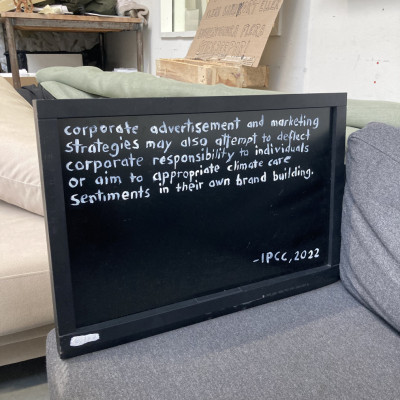 corporate advertisement and marketing
strategies may also attempt to deflect
corporate responsibility to individuals
or aim to appropriate climate care
sentiments in their own brand building.
-IPCC, 2022